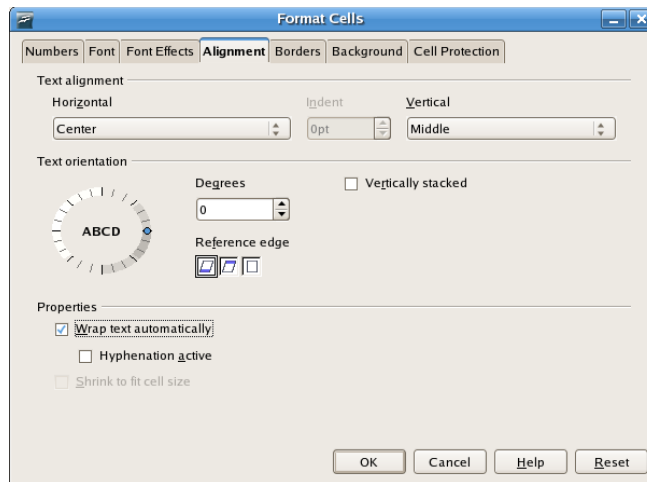 Format Cells
Numbers Font Font Effects Alignment Borders Background Cell Protection
Text alignment
Horizontal Indent Vertical
Center 0pt Middle
Text orientation
Degrees Vertically stacked
0
ABCD
Reference edge
Properties
Wrap text automatically
Hyphenation active
Shrink to fit cell size
OK Cancel Help Reset